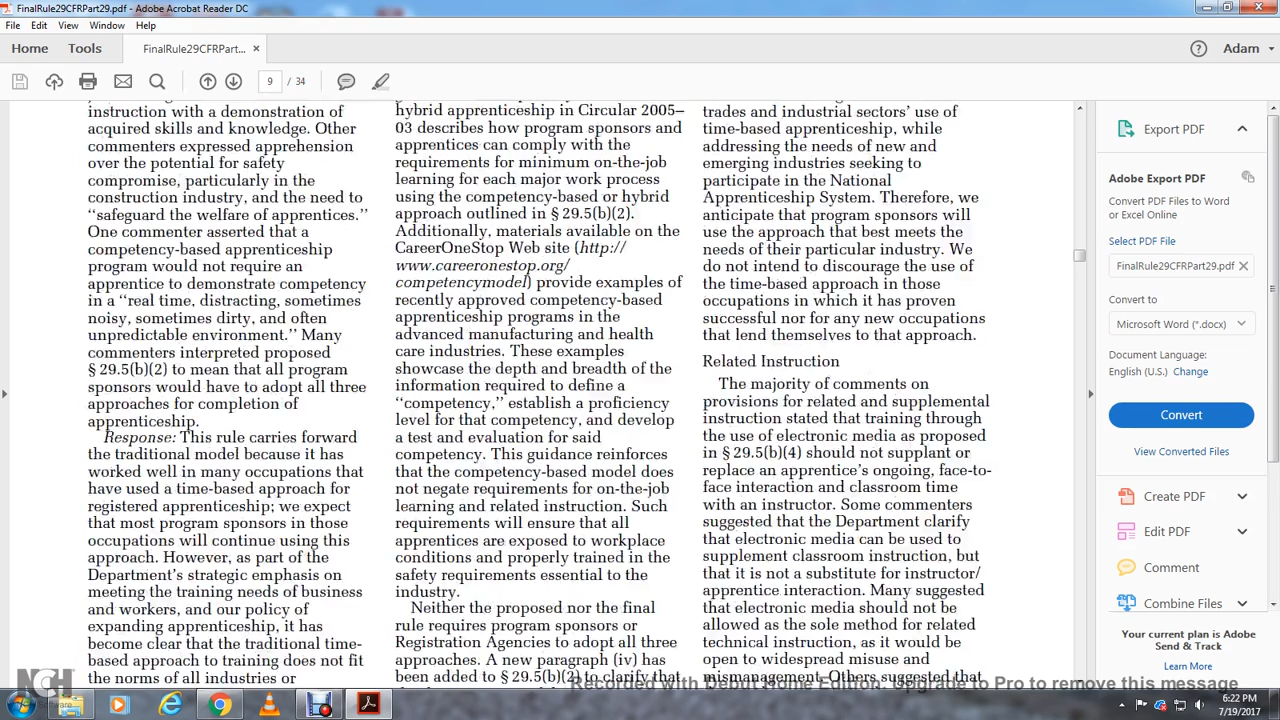 FinalRule29CFRPart29.pdf - Adobe Acrobat Reader DC
File Edit View Window Help
Home Tools FinalRule29CFRPart... × Adam
9 / 34
instruction with a demonstration of
acquired skills and knowledge. Other
commenters expressed apprehension
over the potential for safety
compromise, particularly in the
construction industry, and the need to
‘‘safeguard the welfare of apprentices.’’
One commenter asserted that a
competency-based apprenticeship
program would not require an
apprentice to demonstrate competency
in a ‘‘real time, distracting, sometimes
noisy, sometimes dirty, and often
unpredictable environment.’’ Many
commenters interpreted proposed
§ 29.5(b)(2) to mean that all program
sponsors would have to adopt all three
approaches for completion of
apprenticeship.
Response: This rule carries forward
the traditional model because it has
worked well in many occupations that
have used a time-based approach for
registered apprenticeship; we expect
that most program sponsors in those
occupations will continue using this
approach. However, as part of the
Department’s strategic emphasis on
meeting the training needs of business
and workers, and our policy of
expanding apprenticeship, it has
become clear that the traditional time-
based approach to training does not fit
the norms of all industries or
hybrid apprenticeship in Circular 2005–
03 describes how program sponsors and
apprentices can comply with the
requirements for minimum on-the-job
learning for each major work process
using the competency-based or hybrid
approach outlined in § 29.5(b)(2).
Additionally, materials available on the
CareerOneStop Web site (http://
www.careeronestop.org/
competencymodel) provide examples of
recently approved competency-based
apprenticeship programs in the
advanced manufacturing and health
care industries. These examples
showcase the depth and breadth of the
information required to define a
‘‘competency,’’ establish a proficiency
level for that competency, and develop
a test and evaluation for said
competency. This guidance reinforces
that the competency-based model does
not negate requirements for on-the-job
learning and related instruction. Such
requirements will ensure that all
apprentices are exposed to workplace
conditions and properly trained in the
safety requirements essential to the
industry.
Neither the proposed nor the final
rule requires program sponsors or
Registration Agencies to adopt all three
approaches. A new paragraph (iv) has
been added to § 29.5(b)(2) to clarify that
trades and industrial sectors’ use of
time-based apprenticeship, while
addressing the needs of new and
emerging industries seeking to
participate in the National
Apprenticeship System. Therefore, we
anticipate that program sponsors will
use the approach that best meets the
needs of their particular industry. We
do not intend to discourage the use of
the time-based approach in those
occupations in which it has proven
successful nor for any new occupations
that lend themselves to that approach.
Related Instruction
The majority of comments on
provisions for related and supplemental
instruction stated that training through
the use of electronic media as proposed
in § 29.5(b)(4) should not supplant or
replace an apprentice’s ongoing, face-to-
face interaction and classroom time
with an instructor. Some commenters
suggested that the Department clarify
that electronic media can be used to
supplement classroom instruction, but
that it is not a substitute for instructor/
apprentice interaction. Many suggested
that electronic media should not be
allowed as the sole method for related
technical instruction, as it would be
open to widespread misuse and
mismanagement. Others suggested that
Export PDF
Adobe Export PDF
Convert PDF Files to Word
or Excel Online
Select PDF File
FinalRule29CFRPart29.pdf
Convert to
Microsoft Word (*.docx)
Document Language:
English (U.S.) Change
Convert
View Converted Files
Create PDF
Edit PDF
Comment
Combine Files
Your current plan is Adobe
Send & Track
Learn More
NCH Software
Recorded with Debut Home Edition. Upgrade to Pro to remove this message
6:22 PM
7/19/2017